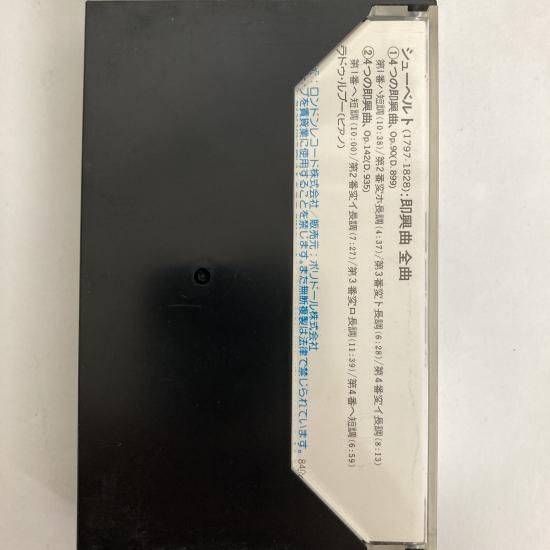 シューベルト(1797-1828):即興曲 全曲
①4つの即興曲、Op.90(D.899)
第1番ハ短調(10:38)/第2番変ホ長調(4:37)/第3番変ト長調(6:28)/第4番変イ長調(8:13)
②4つの即興曲、Op.142(D.935)
第1番ヘ短調(10:00)/第2番変イ長調(7:27)/第3番変ロ長調(11:39)/第4番ヘ短調(6:59)
ラドゥ・ルプー(ピアノ)
:ロンドンレコード株式会社/販売元:ポリドール株式会社
プを賃貸業に使用することを禁じます。また無断複製は法律で禁じられています。